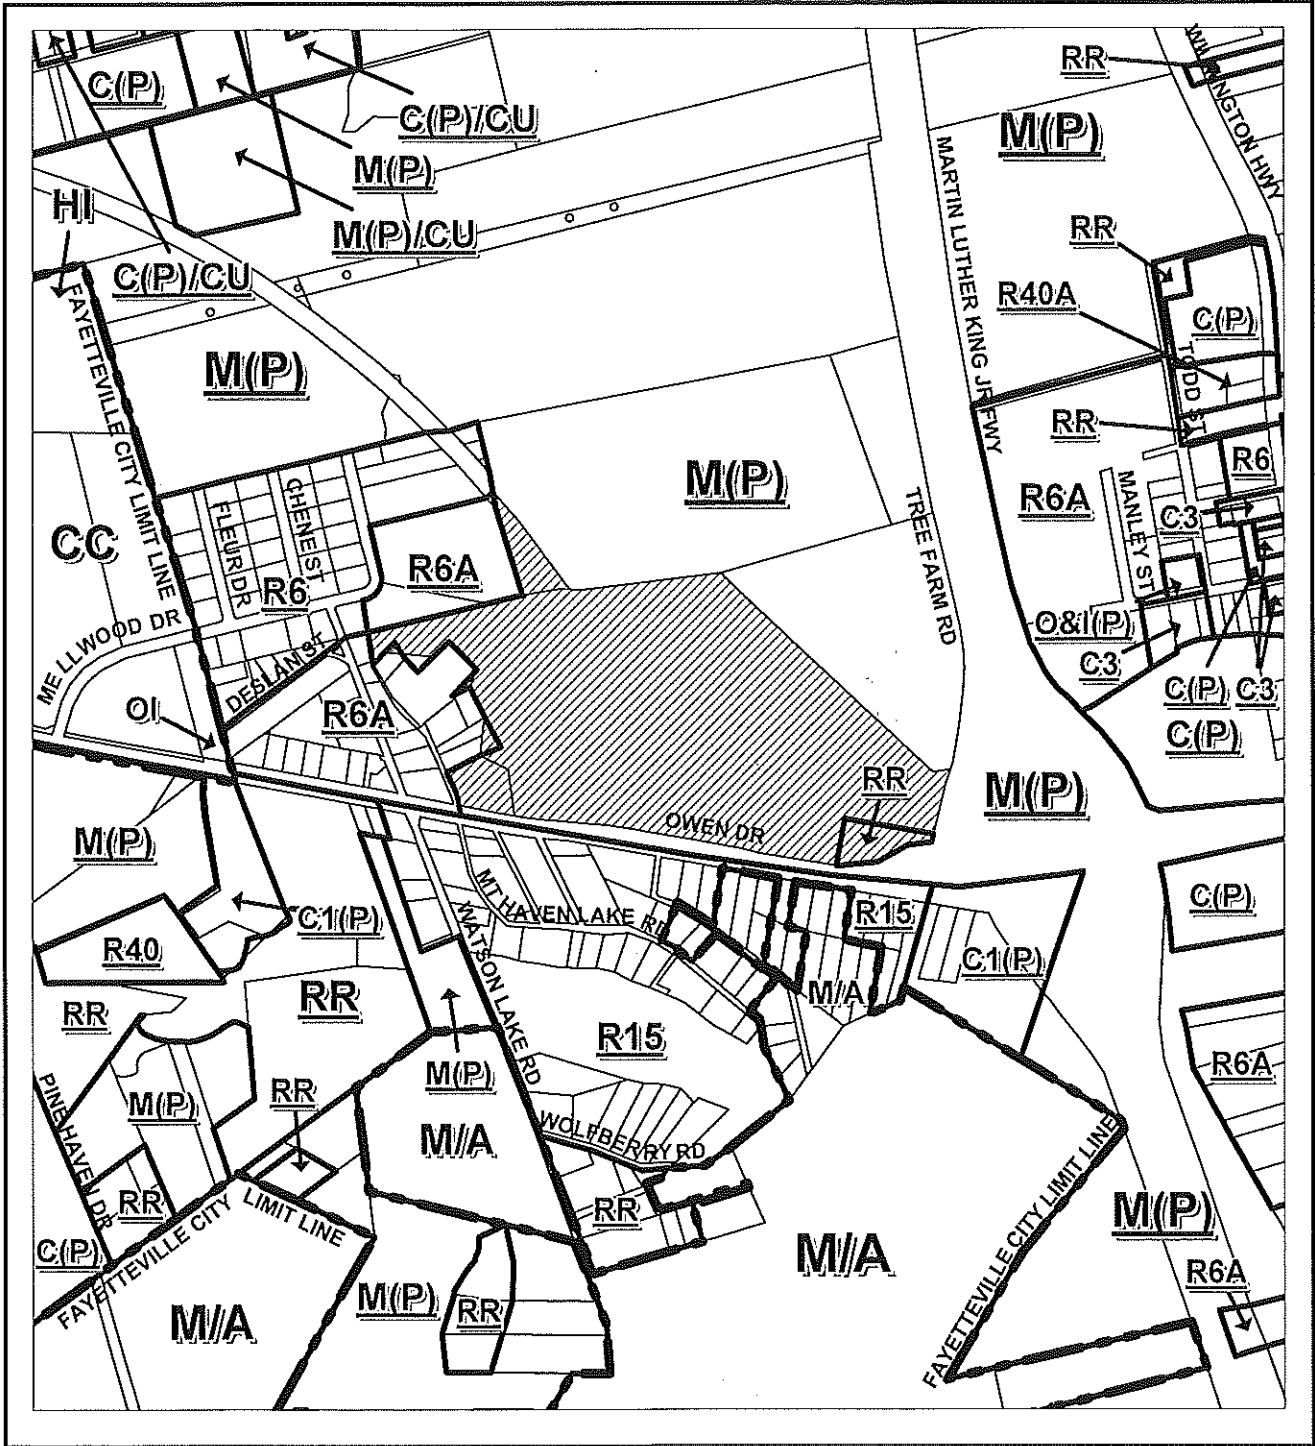 C(P)
C(P)/CU
M(P)
M(P)/CU
C(P)/CU
HI
FAYETTEVILLE CITY LIMIT LINE
M(P)
RR
WILMINGTON HWY
M(P)
MARTIN LUTHER KING JR FWY
RR
R40A
C(P)
TODD ST
RR
R6
R6A
MANLEY ST
C3
O&I(P)
C3
C(P)
C3
C(P)
M(P)
TREE FARM RD
CC
FLEUR DR
CHENE ST
R6
R6A
MELLWOOD DR
DESLAN ST
OI
R6A
RR
M(P)
OWEN DR
M(P)
C1(P)
R40
MT HAVEN LAKE RD
WATSON LAKE RD
R15
M/A
C1(P)
C(P)
RR
RR
R15
M(P)
R6A
PINE HAVEN DR
M(P)
RR
M/A
WOLFBERRY RD
RR
RR
C(P)
FAYETTEVILLE CITY LIMIT LINE
M/A
M(P)
RR
M/A
FAYETTEVILLE CITY LIMIT LINE
M(P)
R6A